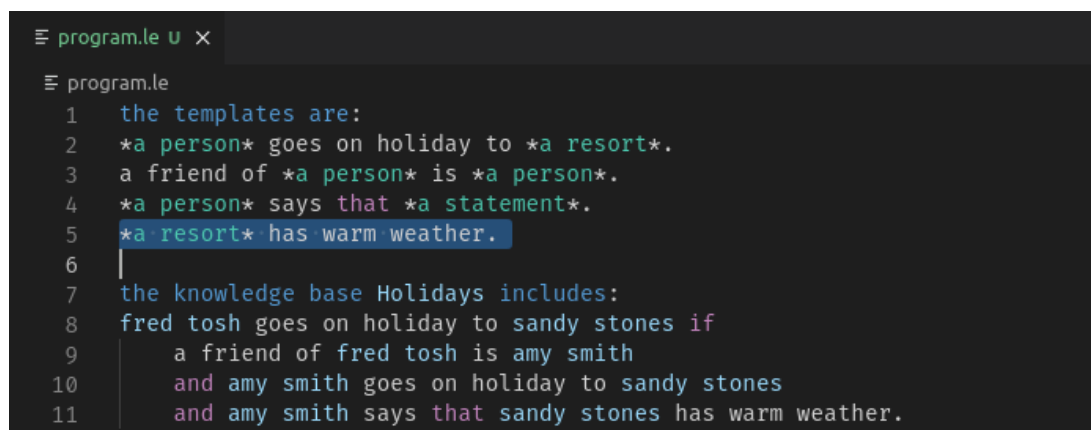 program.le U ×
program.le
1 the templates are:
2 *a person* goes on holiday to *a resort*.
3 a friend of *a person* is *a person*.
4 *a person* says that *a statement*.
5 *a resort* has warm weather.
6
7 the knowledge base Holidays includes:
8 fred tosh goes on holiday to sandy stones if
9 a friend of fred tosh is amy smith
10 and amy smith goes on holiday to sandy stones
11 and amy smith says that sandy stones has warm weather.